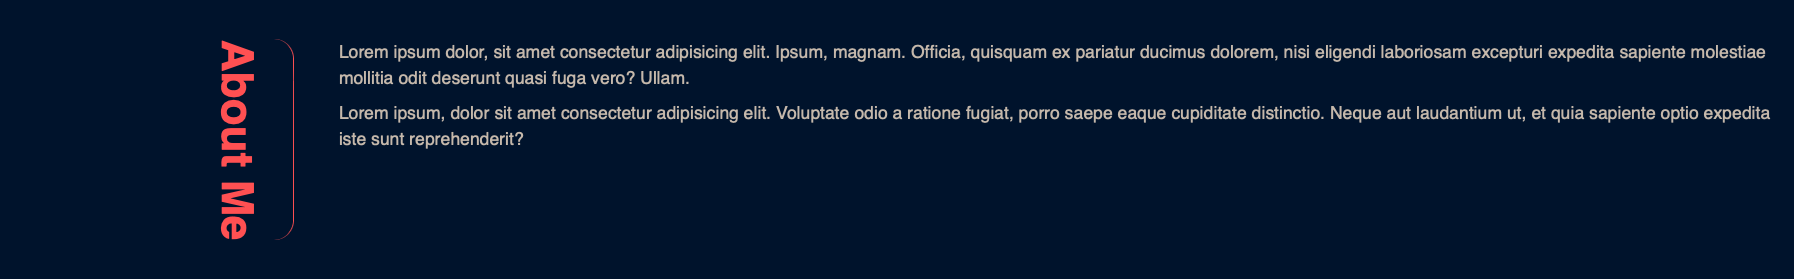 About Me
Lorem ipsum dolor, sit amet consectetur adipisicing elit. Ipsum, magnam. Officia, quisquam ex pariatur ducimus dolorem, nisi eligendi laboriosam excepturi expedita sapiente molestiae
mollitia odit deserunt quasi fuga vero? Ullam.
Lorem ipsum, dolor sit amet consectetur adipisicing elit. Voluptate odio a ratione fugiat, porro saepe eaque cupiditate distinctio. Neque aut laudantium ut, et quia sapiente optio expedita
iste sunt reprehenderit?